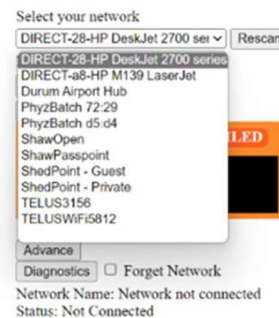 Select your network
DIRECT-28-HP DeskJet 2700 ser Rescan
DIRECT-28-HP DeskJet 2700 series
DIRECT-a8-HP M139 LaserJet
Durum Airport Hub
PhyzBatch 72:29
PhyzBatch d5:d4
ShawOpen
ShawPasspoint
ShedPoint - Guest
ShedPoint - Private
TELUS3156
TELUSWiFi5812
Advance
Diagnostics Forget Network
Network Name: Network not connected
Status: Not Connected